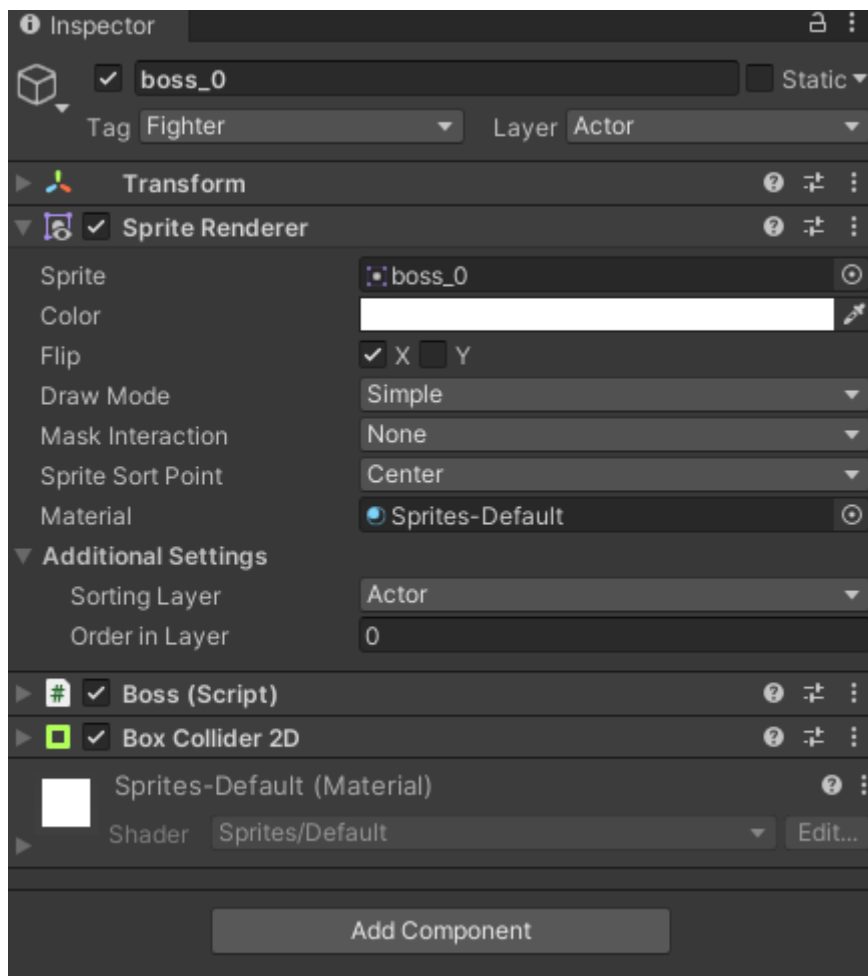 Inspector
boss_0 Static
Tag Fighter Layer Actor
Transform
Sprite Renderer
Sprite boss_0
Color
Flip X Y
Draw Mode Simple
Mask Interaction None
Sprite Sort Point Center
Material Sprites-Default
Additional Settings
Sorting Layer Actor
Order in Layer 0
# Boss (Script)
Box Collider 2D
Sprites-Default (Material)
Shader Sprites/Default Edit...
Add Component